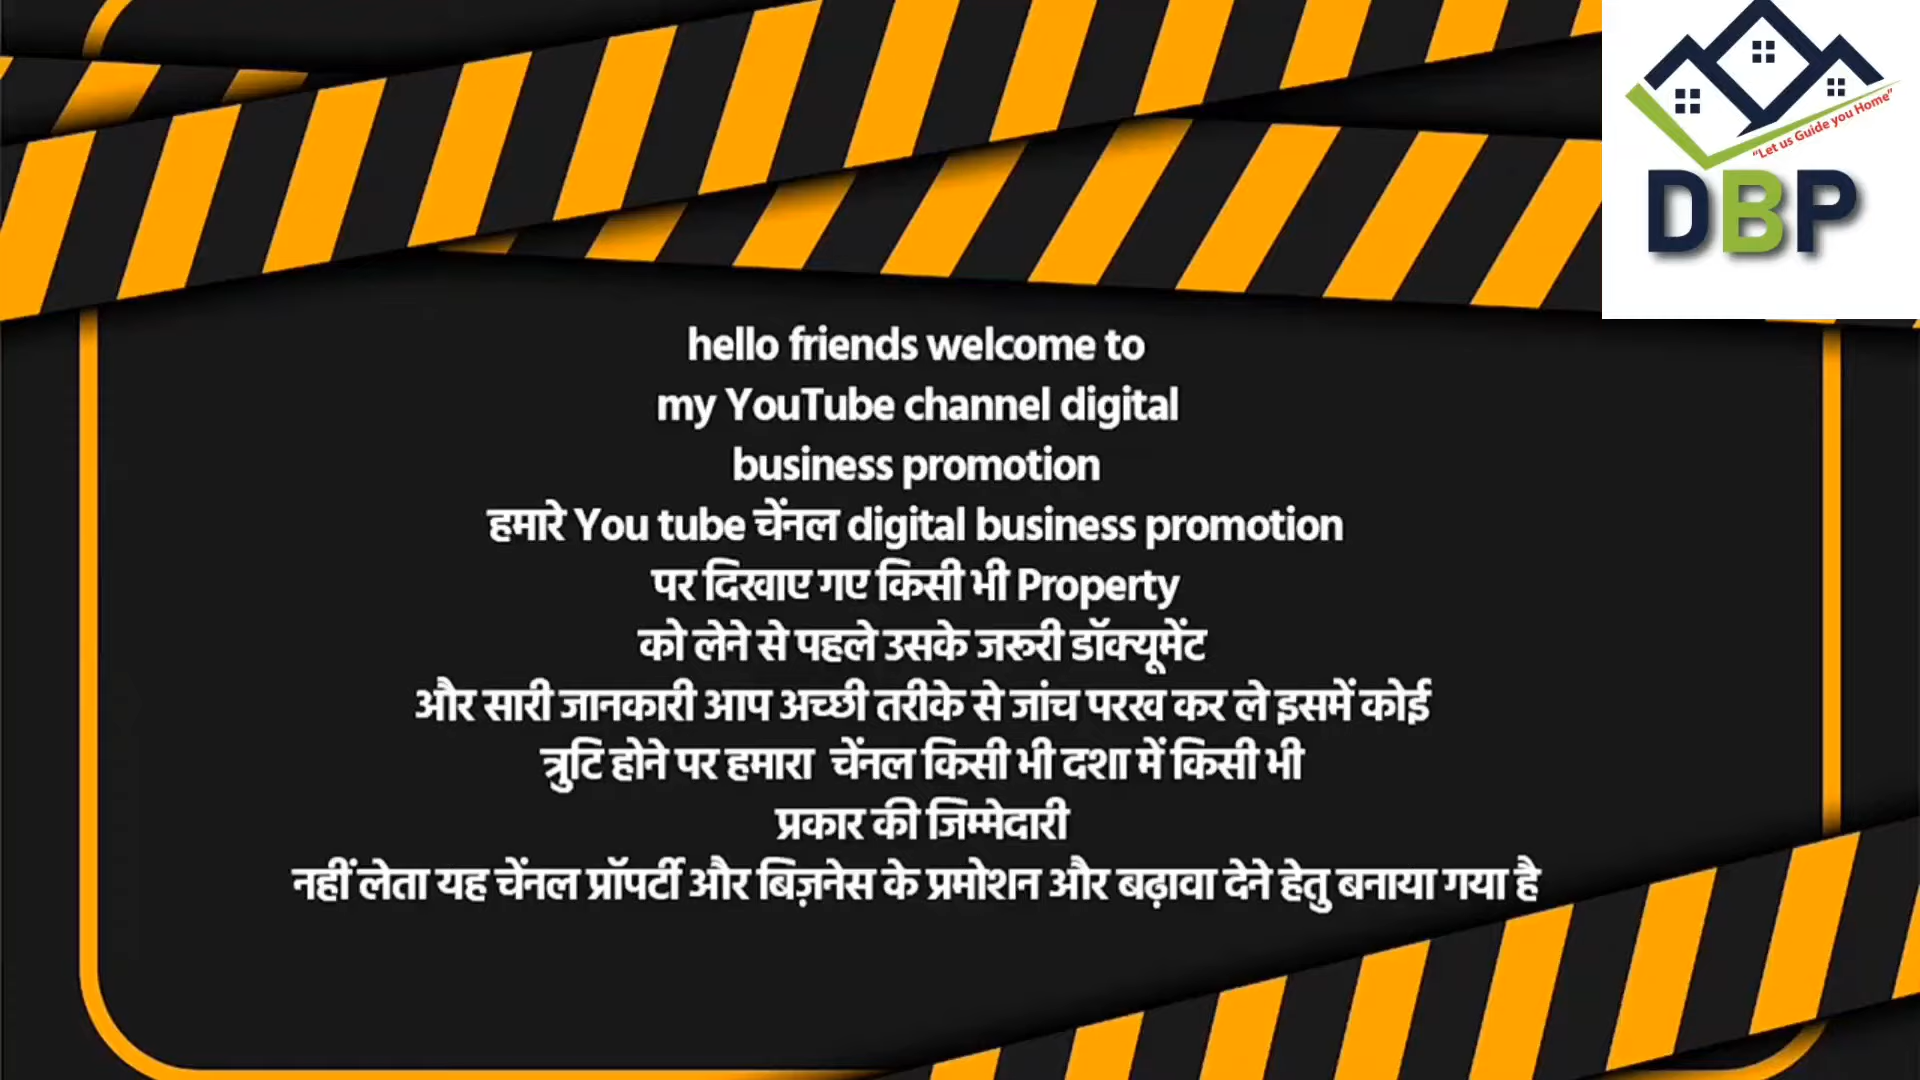 "Let us Guide you Home"
DBP
hello friends welcome to
my YouTube channel digital
business promotion
हमारे You tube चेंनल digital business promotion
पर दिखाए गए किसी भी Property
को लेने से पहले उसके जरूरी डॉक्यूमेंट
और सारी जानकारी आप अच्छी तरीके से जांच परख कर ले इसमें कोई
त्रुटि होने पर हमारा चेंनल किसी भी दशा में किसी भी
प्रकार की जिम्मेदारी
नहीं लेता यह चेंनल प्रॉपर्टी और बिज़नेस के प्रमोशन और बढ़ावा देने हेतु बनाया गया है